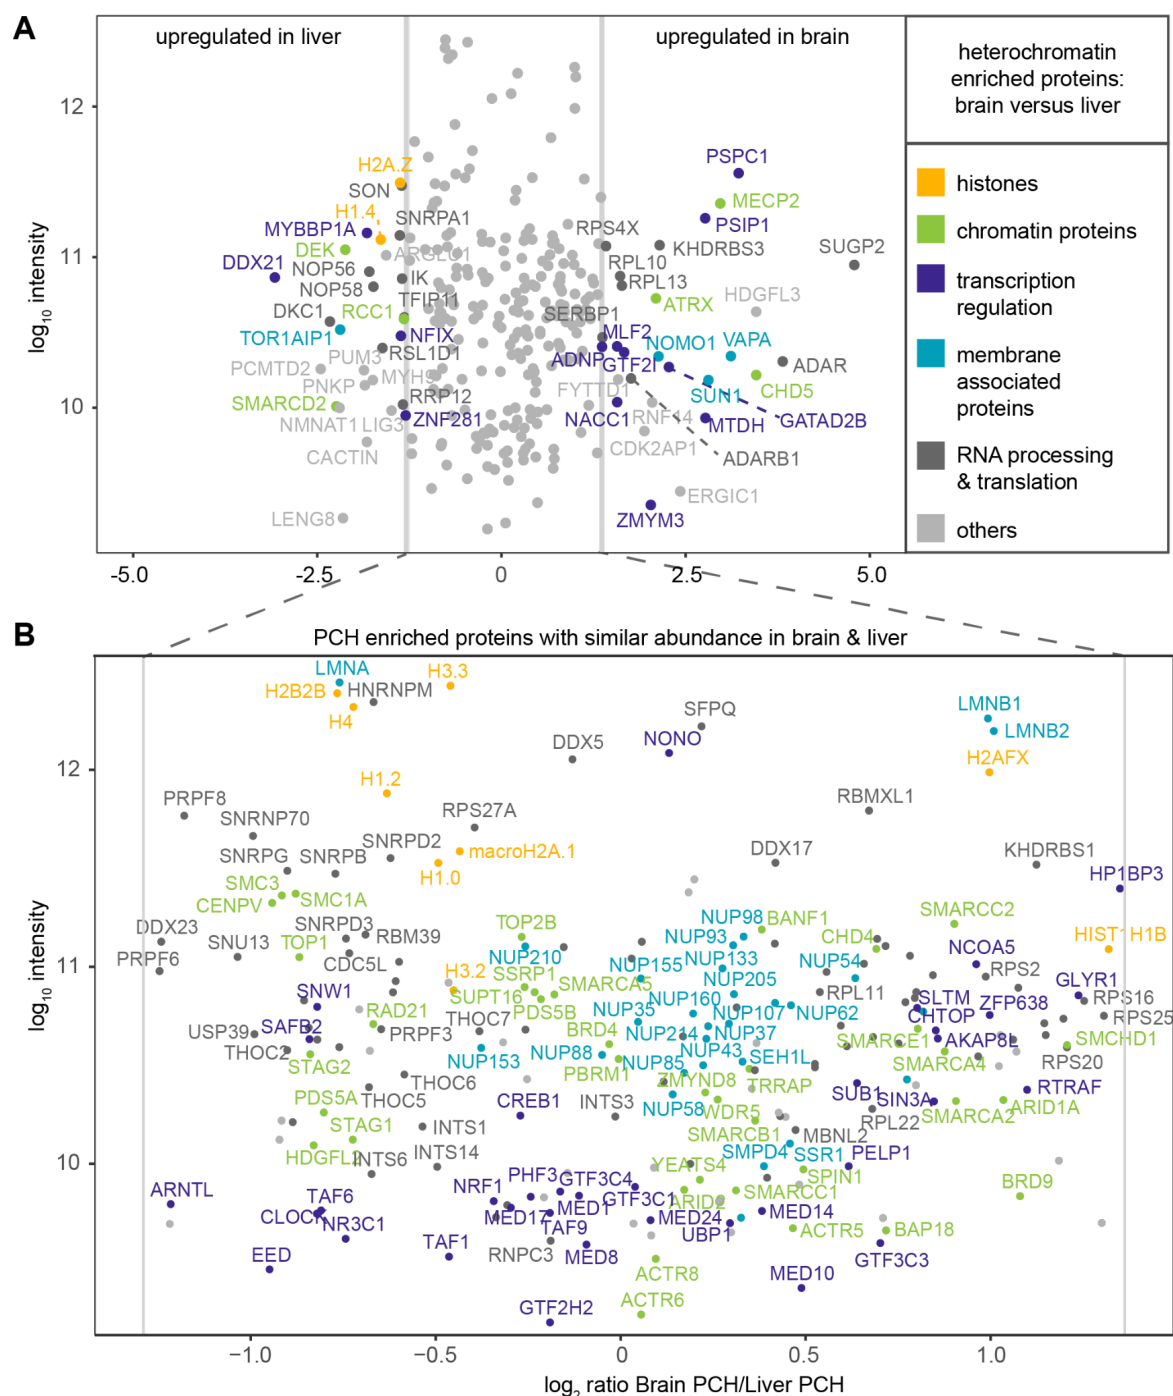 A
upregulated in liver
upregulated in brain
heterochromatin
enriched proteins:
brain versus liver
histones
chromatin proteins
transcription
regulation
membrane
associated
proteins
RNA processing
& translation
others
log10 intensity
12
11
10
H2A.Z
SON
H1.4
SNRPA1
MYBBP1A
DEK
ARGLU1
DDX21
NOP56
IK
NOP58
TFIP11
DKC1
RCC1
TOR1AIP1
NFIX
PUM3
RSL1D1
PCMTD2
MYH9
PNKP
RRP12
SMARCD2
NMNAT1
LIG3
ZNF281
CACTIN
LENG8
PSPC1
MECP2
PSIP1
RPS4X
KHDRBS3
SUGP2
RPL10
RPL13
HDGFL3
ATRX
SERBP1
MLF2
NOMO1
VAPA
ADNP
GTF2I
ADAR
FYTTD1
SUN1
CHD5
NACC1
RNF14
MTDH
GATAD2B
CDK2AP1
ADARB1
ERGIC1
ZMYM3
-5.0
-2.5
0
2.5
5.0
B
PCH enriched proteins with similar abundance in brain & liver
log10 intensity
12
11
10
LMNA
H3.3
H2B2B
HNRNPM
H4
SFPQ
LMNB1
LMNB2
NONO
DDX5
H2AFX
H1.2
PRPF8
RPS27A
RBMXL1
SNRNP70
SNRPD2
SNRPG
SNRPB
macroH2A.1
DDX17
KHDRBS1
H1.0
HP1BP3
SMC3
SMC1A
CENPV
DDX23
SNRPD3
RBM39
TOP2B
NUP98
BANF1
SMARCC2
TOP1
NUP93
CHD4
HIST1H1B
PRPF6
SNU13
CDC5L
NUP210
NUP155
NUP133
NUP54
NCOA5
H3.2
SSRP1
SMARCA5
NUP205
RPS2
GLYR1
SNW1
SUPT16
PDS5B
NUP160
RPL11
SLTM
ZFP638
RPS16
RAD21
NUP35
NUP107
NUP62
CHTOP
RPS25
USP39
SAFB2
PRPF3
THOC7
BRD4
NUP214
NUP37
SMARCE1
AKAP8L
SMCHD1
THOC2
NUP153
NUP88
NUP43
SEH1L
STAG2
THOC6
PBRM1
NUP85
SMARCA4
RPS20
ZMYND8
TRRAP
PDS5A
THOC5
CREB1
INTS3
NUP58
WDR5
SUB1
SIN3A
RTRAF
SMARCA2
ARID1A
STAG1
INTS1
SMARCB1
MBNL2
RPL22
HDGFL2
INTS6
INTS14
YEATS4
SMPD4
SSR1
PELP1
SPIN1
ARNTL
TAF6
NRF1
PHF3
GTF3C4
GTF3C1
ARID2
SMARCC1
BRD9
CLOCK
NR3C1
MED17
MED1
MED24
MED14
TAF9
UBP1
ACTR5
BAP18
EED
TAF1
RNPC3
MED8
GTF3C3
ACTR8
MED10
GTF2H2
ACTR6
−1.0
−0.5
0
0.5
1.0
log2 ratio Brain PCH/Liver PCH